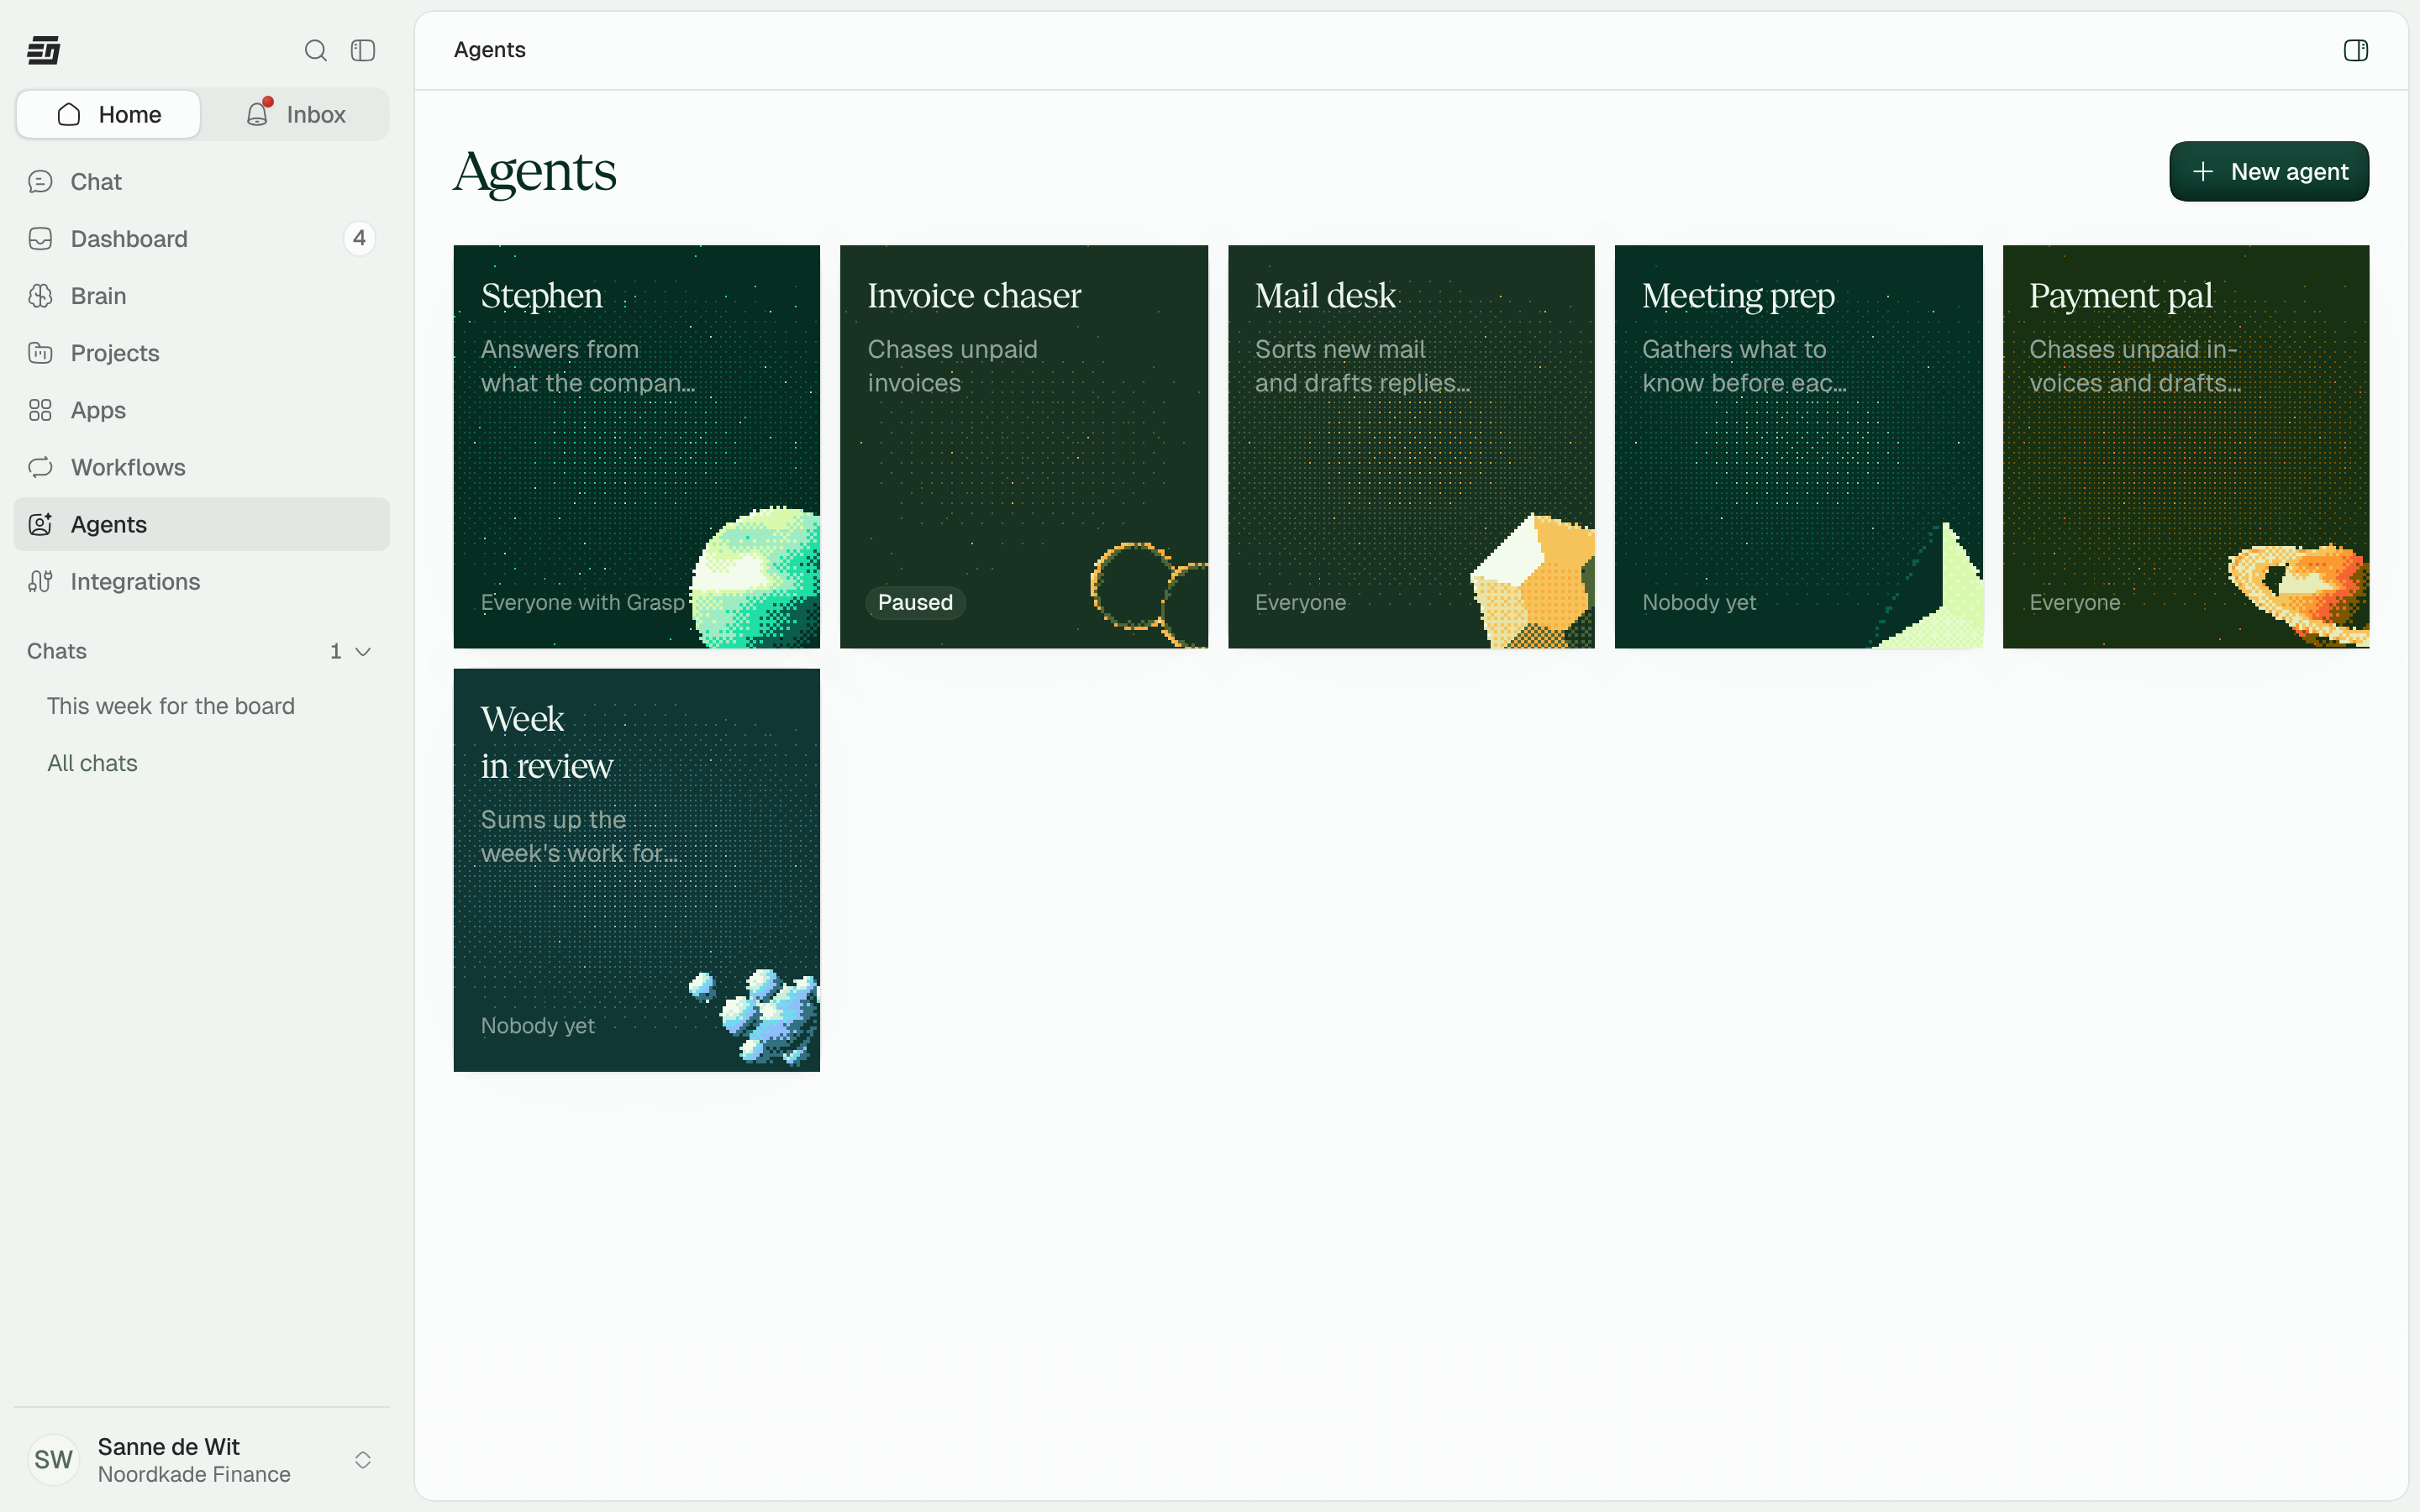 Home
Inbox
Chat
Dashboard
4
Brain
Projects
Apps
Workflows
Agents
Integrations
Chats
1
This week for the board
All chats
SW
Sanne de Wit
Noordkade Finance
Agents
Agents
New agent
Stephen
Answers from
what the compan...
Everyone with Grasp
Invoice chaser
Chases unpaid
invoices
Paused
Mail desk
Sorts new mail
and drafts replies...
Everyone
Meeting prep
Gathers what to
know before eac...
Nobody yet
Payment pal
Chases unpaid in-
voices and drafts...
Everyone
Week
in review
Sums up the
week's work for...
Nobody yet